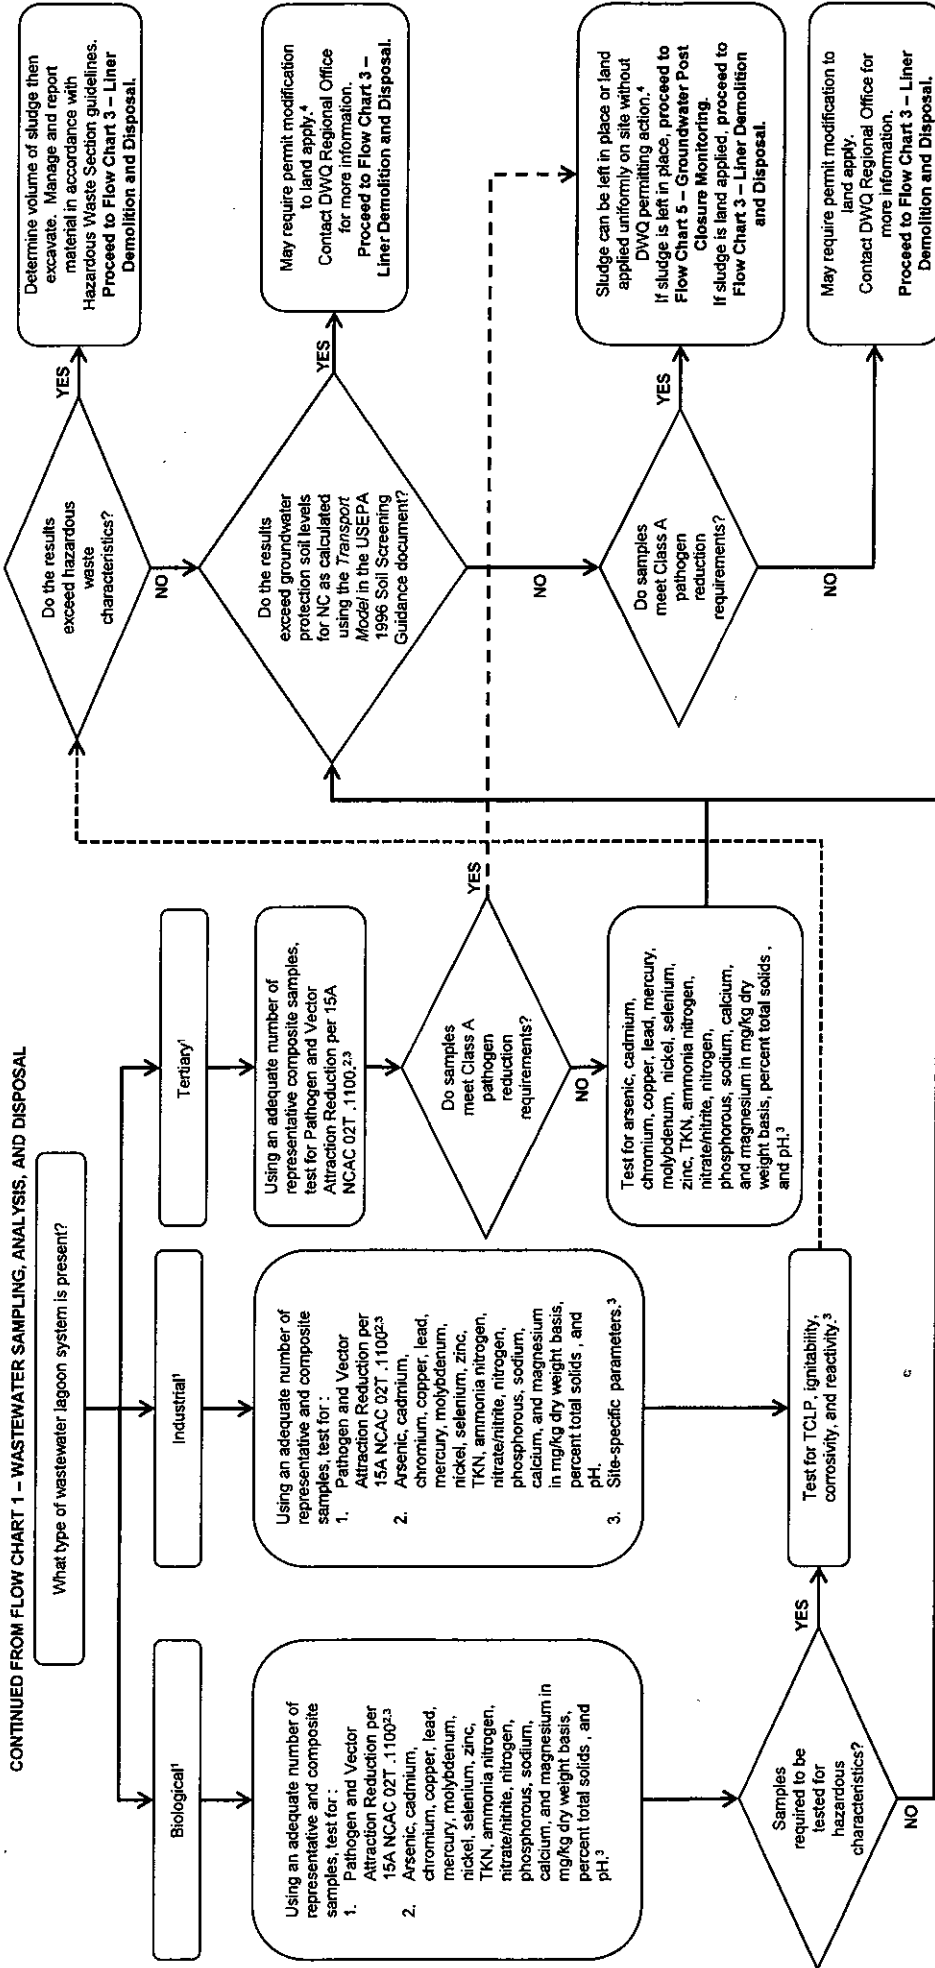 CONTINUED FROM FLOW CHART 1 – WASTEWATER SAMPLING, ANALYSIS, AND DISPOSAL
What type of wastewater lagoon system is present?
Biological¹
Industrial¹
Tertiary¹
Using an adequate number of
representative and composite
samples, test for :
1. Pathogen and Vector
Attraction Reduction per
15A NCAC 02T .1100²,³
2. Arsenic, cadmium,
chromium, copper, lead,
mercury, molybdenum,
nickel, selenium, zinc,
TKN, ammonia nitrogen,
nitrate/nitrite, nitrogen,
phosphorous, sodium,
calcium, and magnesium in
mg/kg dry weight basis,
percent total solids , and
pH.³
Using an adequate number of
representative and composite
samples, test for :
1. Pathogen and Vector
Attraction Reduction per
15A NCAC 02T .1100²,³
2. Arsenic, cadmium,
chromium, copper, lead,
mercury, molybdenum,
nickel, selenium, zinc,
TKN, ammonia nitrogen,
nitrate/nitrite, nitrogen,
phosphorous, sodium,
calcium, and magnesium
in mg/kg dry weight basis,
percent total solids , and
pH.
3. Site-specific parameters.³
Using an adequate number of
representative composite samples,
test for Pathogen and Vector
Attraction Reduction per 15A
NCAC 02T .1100.²,³
Do samples
meet Class A
pathogen
reduction
requirements?
YES
NO
Test for arsenic, cadmium,
chromium, copper, lead, mercury,
molybdenum, nickel, selenium,
zinc, TKN, ammonia nitrogen,
nitrate/nitrite, nitrogen,
phosphorous, sodium, calcium,
and magnesium in mg/kg dry
weight basis, percent total solids ,
and pH.³
Samples
required to be
tested for
hazardous
characteristics?
YES
NO
Test for TCLP, ignitability,
corrosivity, and reactivity.³
Do the results
exceed hazardous
waste
characteristics?
YES
NO
Determine volume of sludge then
excavate. Manage and report
material in accordance with
Hazardous Waste Section guidelines.
Proceed to Flow Chart 3 – Liner
Demolition and Disposal.
Do the results
exceed groundwater
protection soil levels
for NC as calculated
using the Transport
Model in the USEPA
1996 Soil Screening
Guidance document?
YES
NO
May require permit modification
to land apply.⁴
Contact DWQ Regional Office
for more information.
Proceed to Flow Chart 3 –
Liner Demolition and Disposal.
Do samples
meet Class A
pathogen
reduction
requirements?
YES
NO
Sludge can be left in place or land
applied uniformly on site without
DWQ permitting action.⁴
If sludge is left in place, proceed to
Flow Chart 5 – Groundwater Post
Closure Monitoring.
If sludge is land applied, proceed to
Flow Chart 3 – Liner Demolition
and Disposal.
May require permit modification to
land apply.
Contact DWQ Regional Office for
more information.
Proceed to Flow Chart 3 – Liner
Demolition and Disposal.